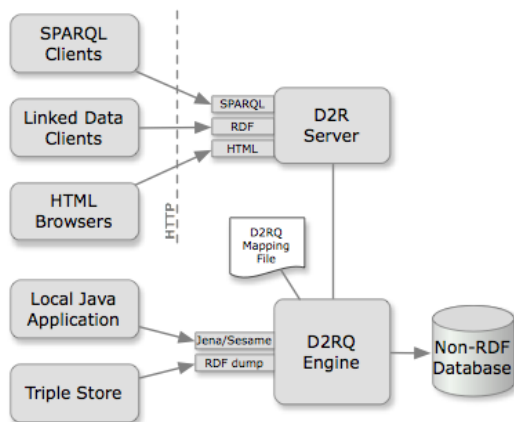 SPARQL
Clients
Linked Data
Clients
HTML
Browsers
HTTP
SPARQL
RDF
HTML
D2R
Server
D2RQ
Mapping
File
Local Java
Application
Triple Store
Jena/Sesame
RDF dump
D2RQ
Engine
Non-RDF
Database